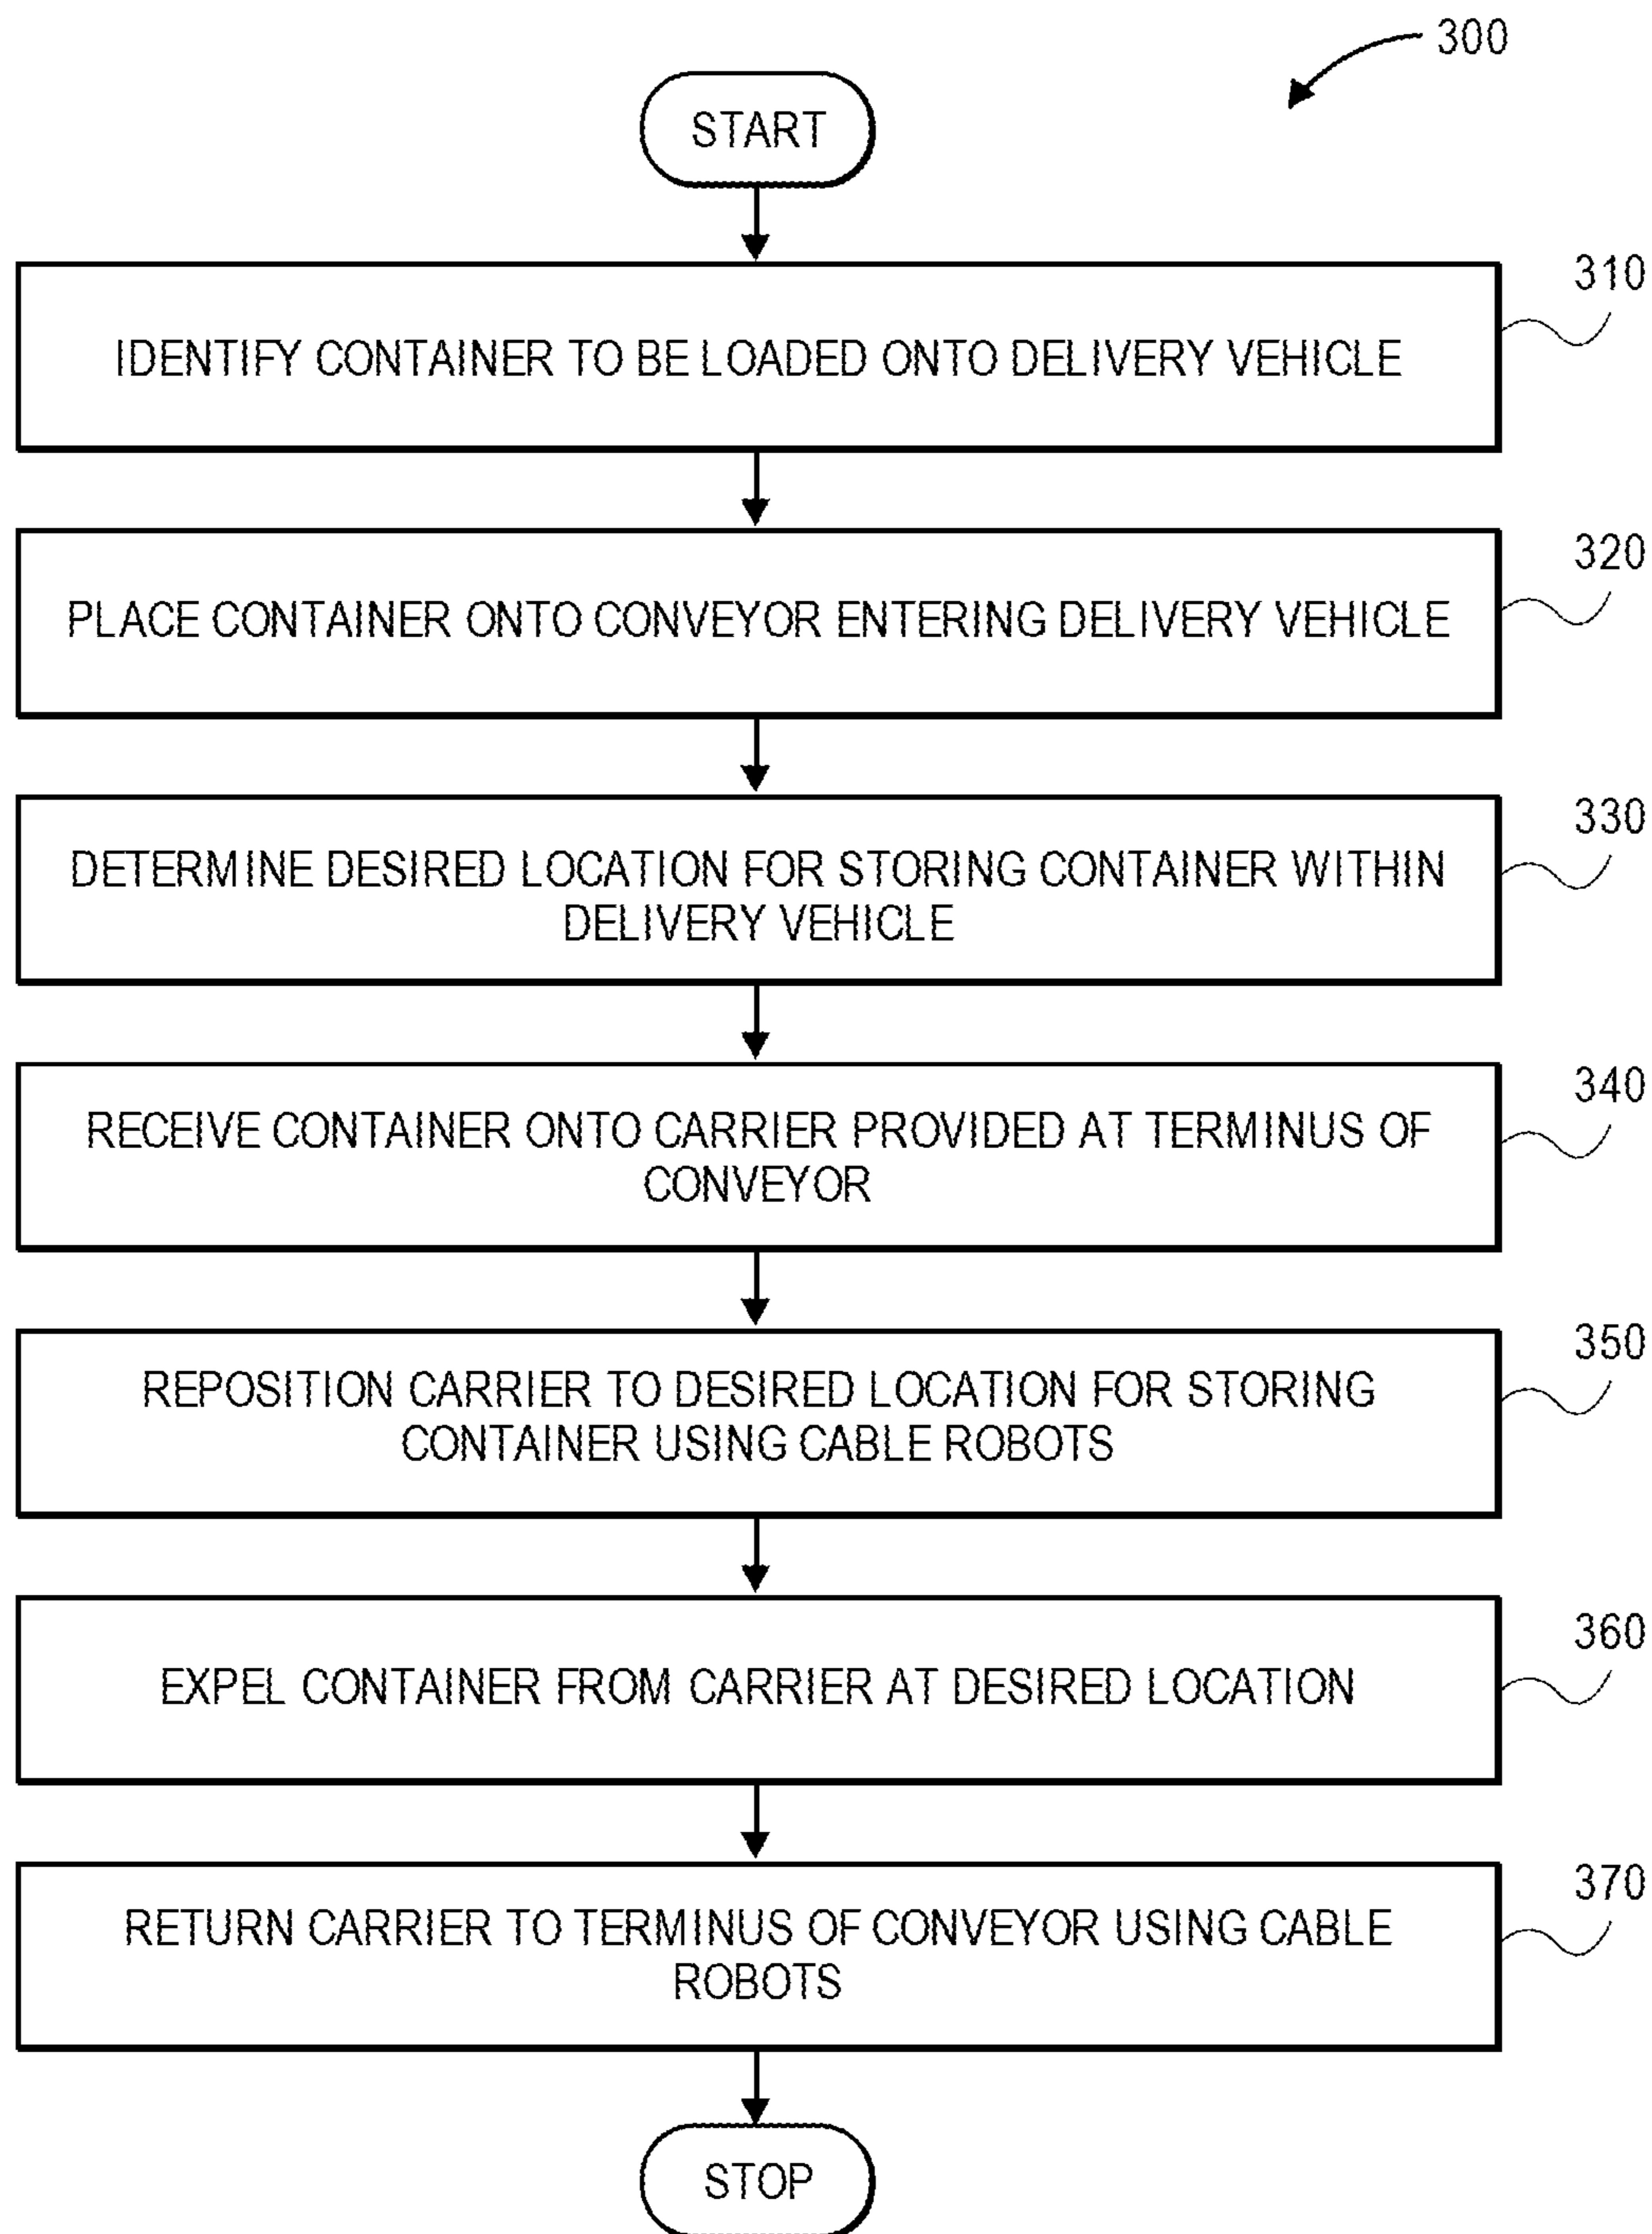 300
START
310
IDENTIFY CONTAINER TO BE LOADED ONTO DELIVERY VEHICLE
320
PLACE CONTAINER ONTO CONVEYOR ENTERING DELIVERY VEHICLE
330
DETERMINE DESIRED LOCATION FOR STORING CONTAINER WITHIN
DELIVERY VEHICLE
340
RECEIVE CONTAINER ONTO CARRIER PROVIDED AT TERMINUS OF
CONVEYOR
350
REPOSITION CARRIER TO DESIRED LOCATION FOR STORING
CONTAINER USING CABLE ROBOTS
360
EXPEL CONTAINER FROM CARRIER AT DESIRED LOCATION
370
RETURN CARRIER TO TERMINUS OF CONVEYOR USING CABLE
ROBOTS
STOP